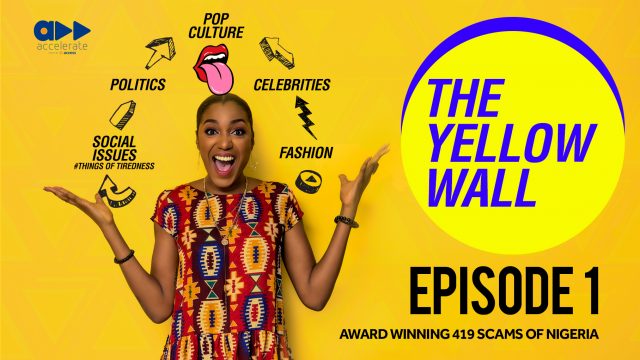 accelerate
POP
CULTURE
POLITICS
CELEBRITIES
SOCIAL
ISSUES
#THINGS OF TIREDNESS
FASHION
THE
YELLOW
WALL
EPISODE 1
AWARD WINNING 419 SCAMS OF NIGERIA